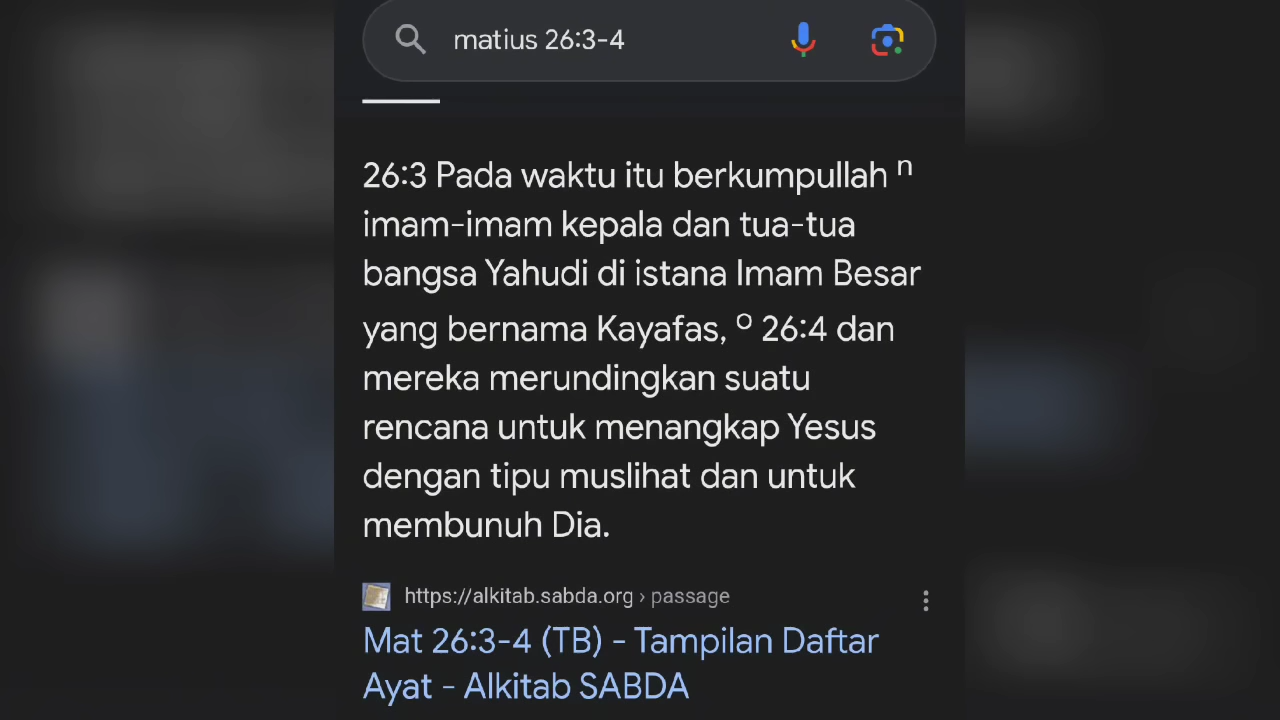 matius 26:3-4
26:3 Pada waktu itu berkumpullah n
imam-imam kepala dan tua-tua
bangsa Yahudi di istana Imam Besar
yang bernama Kayafas, o 26:4 dan
mereka merundingkan suatu
rencana untuk menangkap Yesus
dengan tipu muslihat dan untuk
membunuh Dia.
https://alkitab.sabda.org › passage
Mat 26:3-4 (TB) - Tampilan Daftar
Ayat - Alkitab SABDA